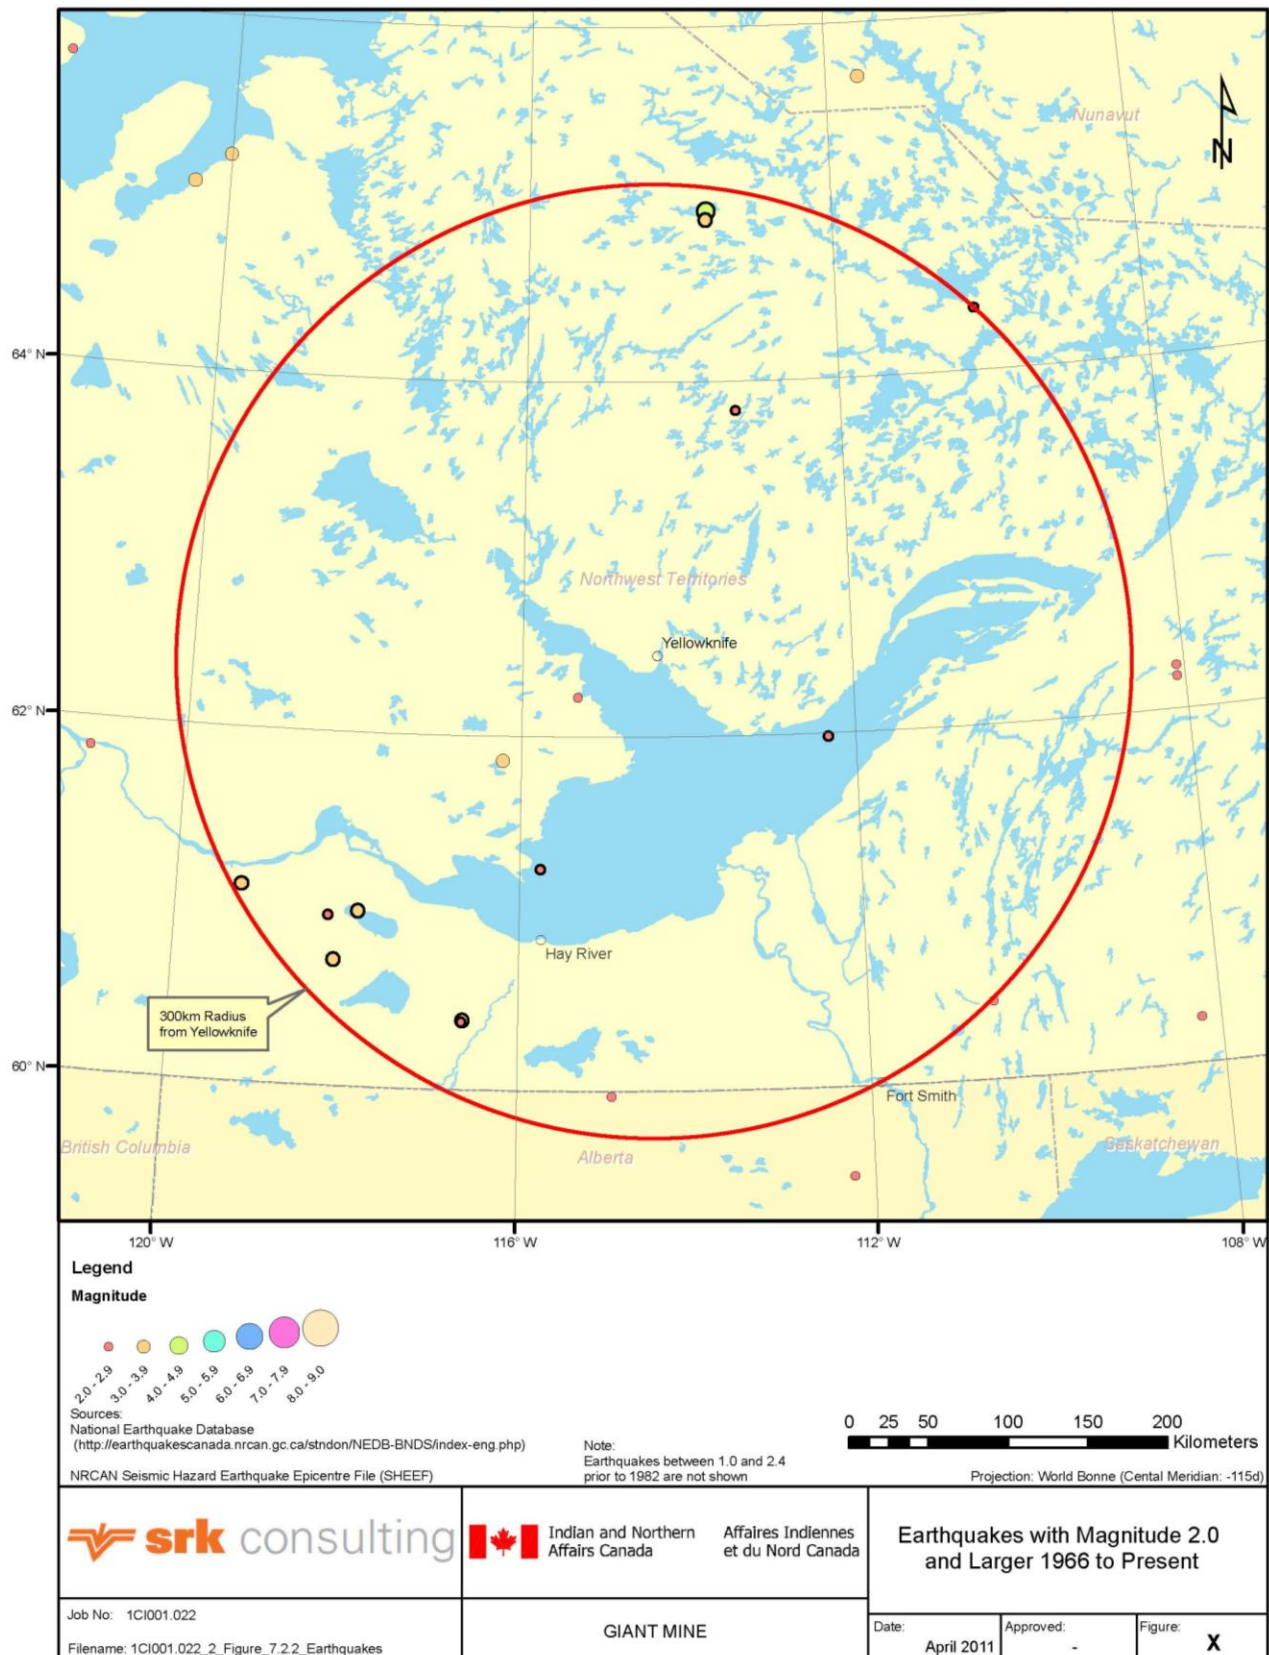 Nunavut
N
64° N
Northwest Territories
Yellowknife
62° N
Hay River
300km Radius
from Yellowknife
60° N
Fort Smith
British Columbia
Alberta
Saskatchewan
120° W
116° W
112° W
108° W
Legend
Magnitude
2.0 - 2.9
3.0 - 3.9
4.0 - 4.9
5.0 - 5.9
6.0 - 6.9
7.0 - 7.9
8.0 - 9.0
Sources:
National Earthquake Database
(http://earthquakescanada.nrcan.gc.ca/stndon/NEDB-BNDS/index-eng.php)
NRCAN Seismic Hazard Earthquake Epicentre File (SHEEF)
Note:
Earthquakes between 1.0 and 2.4
prior to 1982 are not shown
0 25 50 100 150 200
Kilometers
Projection: World Bonne (Cental Meridian: -115d)
srk consulting
Indian and Northern
Affairs Canada
Affaires Indiennes
et du Nord Canada
Earthquakes with Magnitude 2.0
and Larger 1966 to Present
Job No: 1CI001.022
Filename: 1CI001.022_2_Figure_7.2.2_Earthquakes
GIANT MINE
Date:
April 2011
Approved:
-
Figure:
X